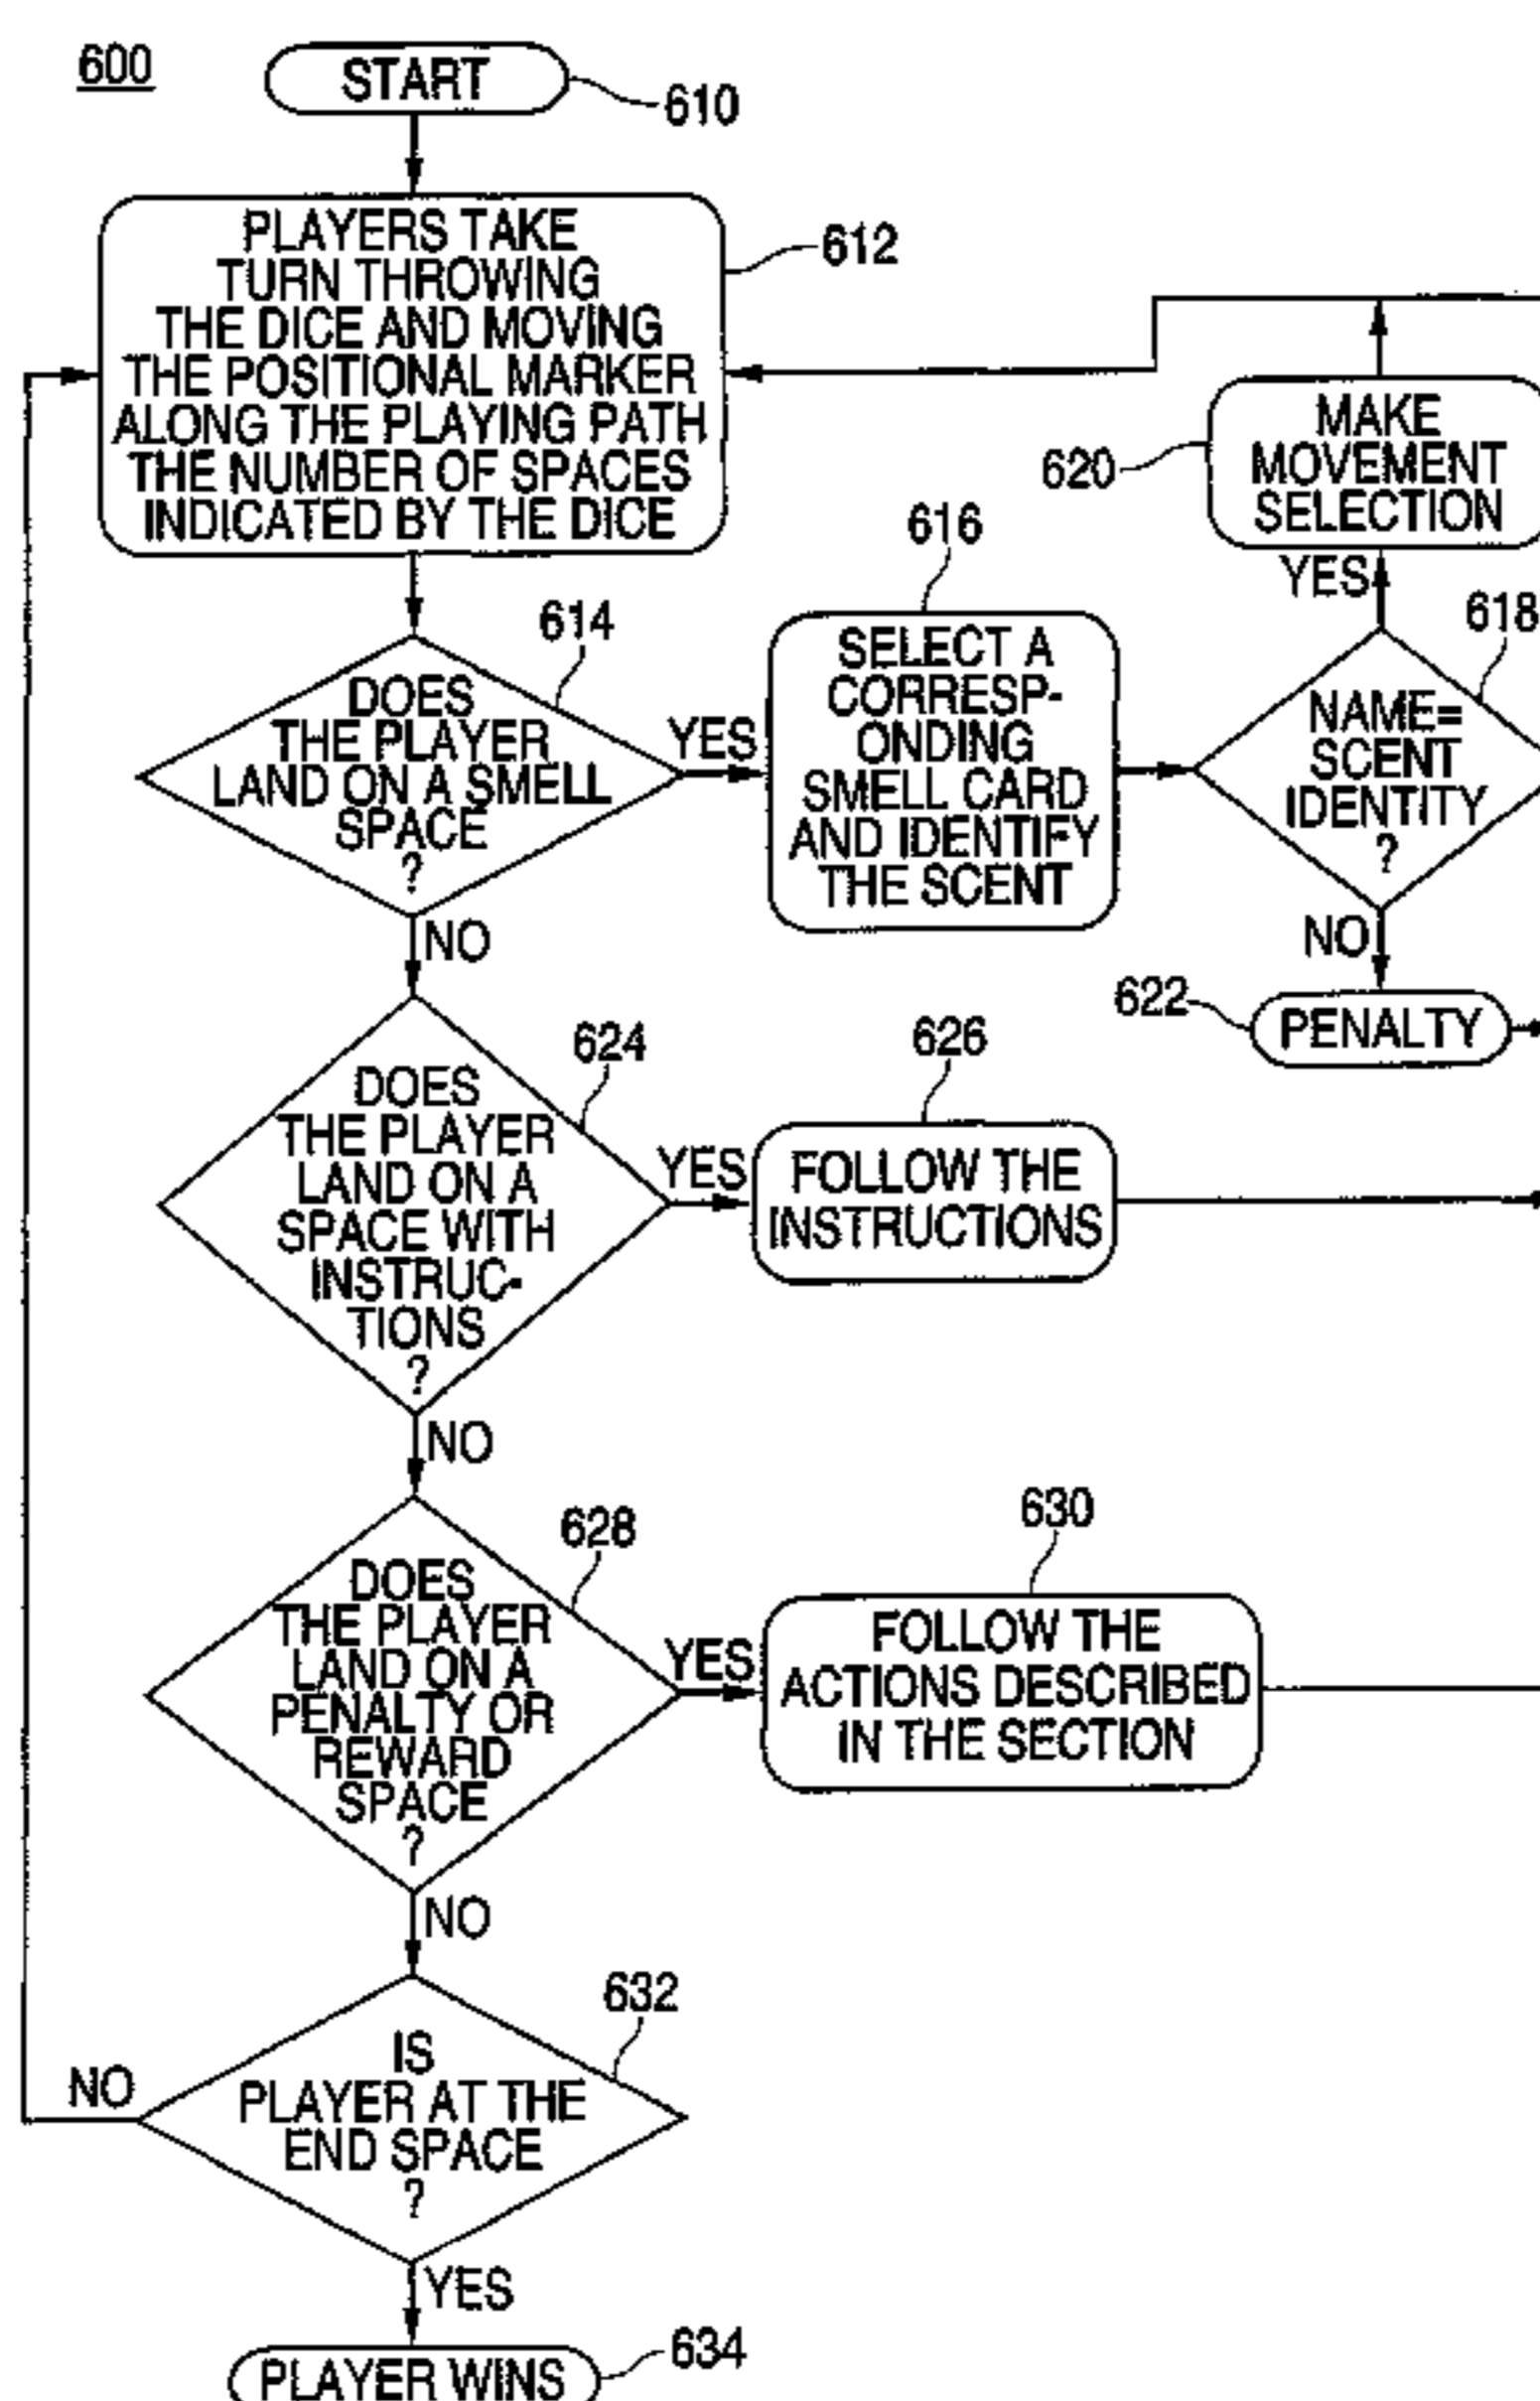 600
START
610
PLAYERS TAKE
TURN THROWING
THE DICE AND MOVING
THE POSITIONAL MARKER
ALONG THE PLAYING PATH
THE NUMBER OF SPACES
INDICATED BY THE DICE
612
MAKE
MOVEMENT
SELECTION
620
616
YES
618
614
DOES
THE PLAYER
LAND ON A SMELL
SPACE
?
YES
SELECT A
CORRESP-
ONDING
SMELL CARD
AND IDENTIFY
THE SCENT
NAME=
SCENT
IDENTITY
?
NO
NO
622
PENALTY
624
DOES
THE PLAYER
LAND ON A
SPACE WITH
INSTRUC-
TIONS
?
YES
626
FOLLOW THE
INSTRUCTIONS
NO
628
DOES
THE PLAYER
LAND ON A
PENALTY OR
REWARD
SPACE
?
YES
630
FOLLOW THE
ACTIONS DESCRIBED
IN THE SECTION
NO
632
IS
PLAYER AT THE
END SPACE
?
NO
YES
634
PLAYER WINS